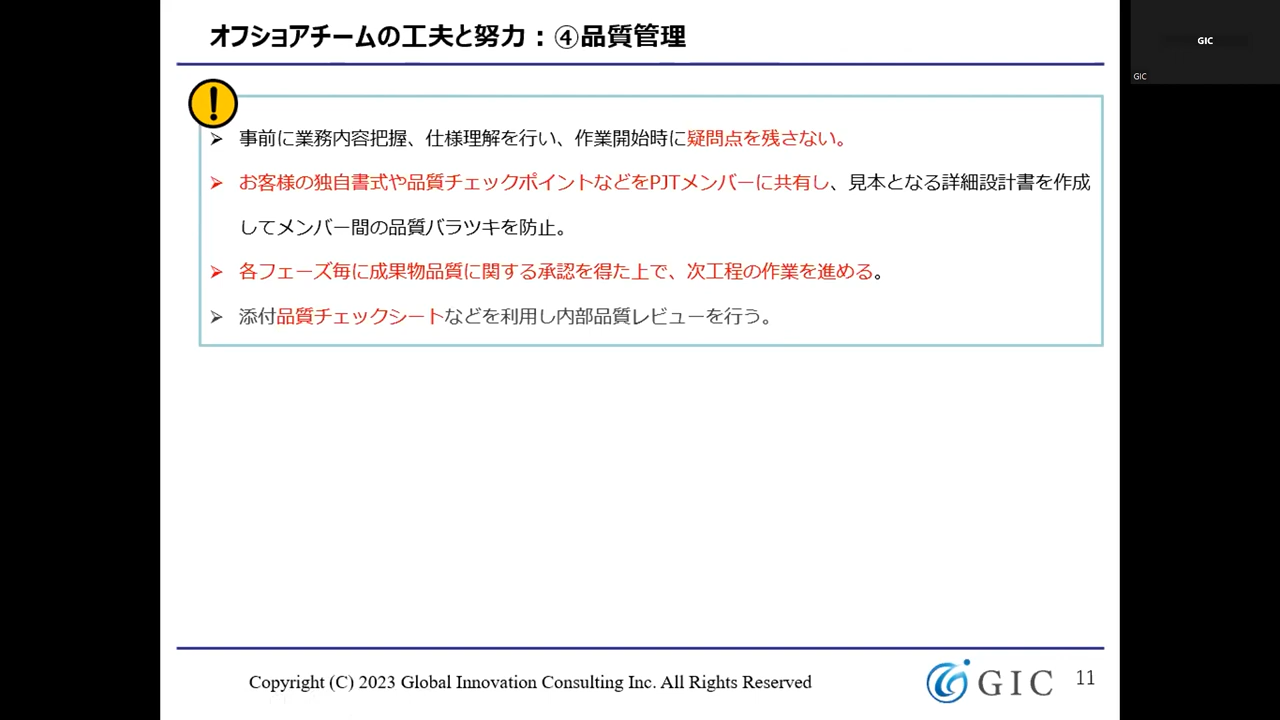 オフショアチームの工夫と努力：④品質管理
GIC
GIC
!
➢ 事前に業務内容把握、仕様理解を行い、作業開始時に疑問点を残さない。
➢ お客様の独自書式や品質チェックポイントなどをPJTメンバーに共有し、見本となる詳細設計書を作成
してメンバー間の品質バラツキを防止。
➢ 各フェーズ毎に成果物品質に関する承認を得た上で、次工程の作業を進める。
➢ 添付品質チェックシートなどを利用し内部品質レビューを行う。
Copyright (C) 2023 Global Innovation Consulting Inc. All Rights Reserved
GIC
11